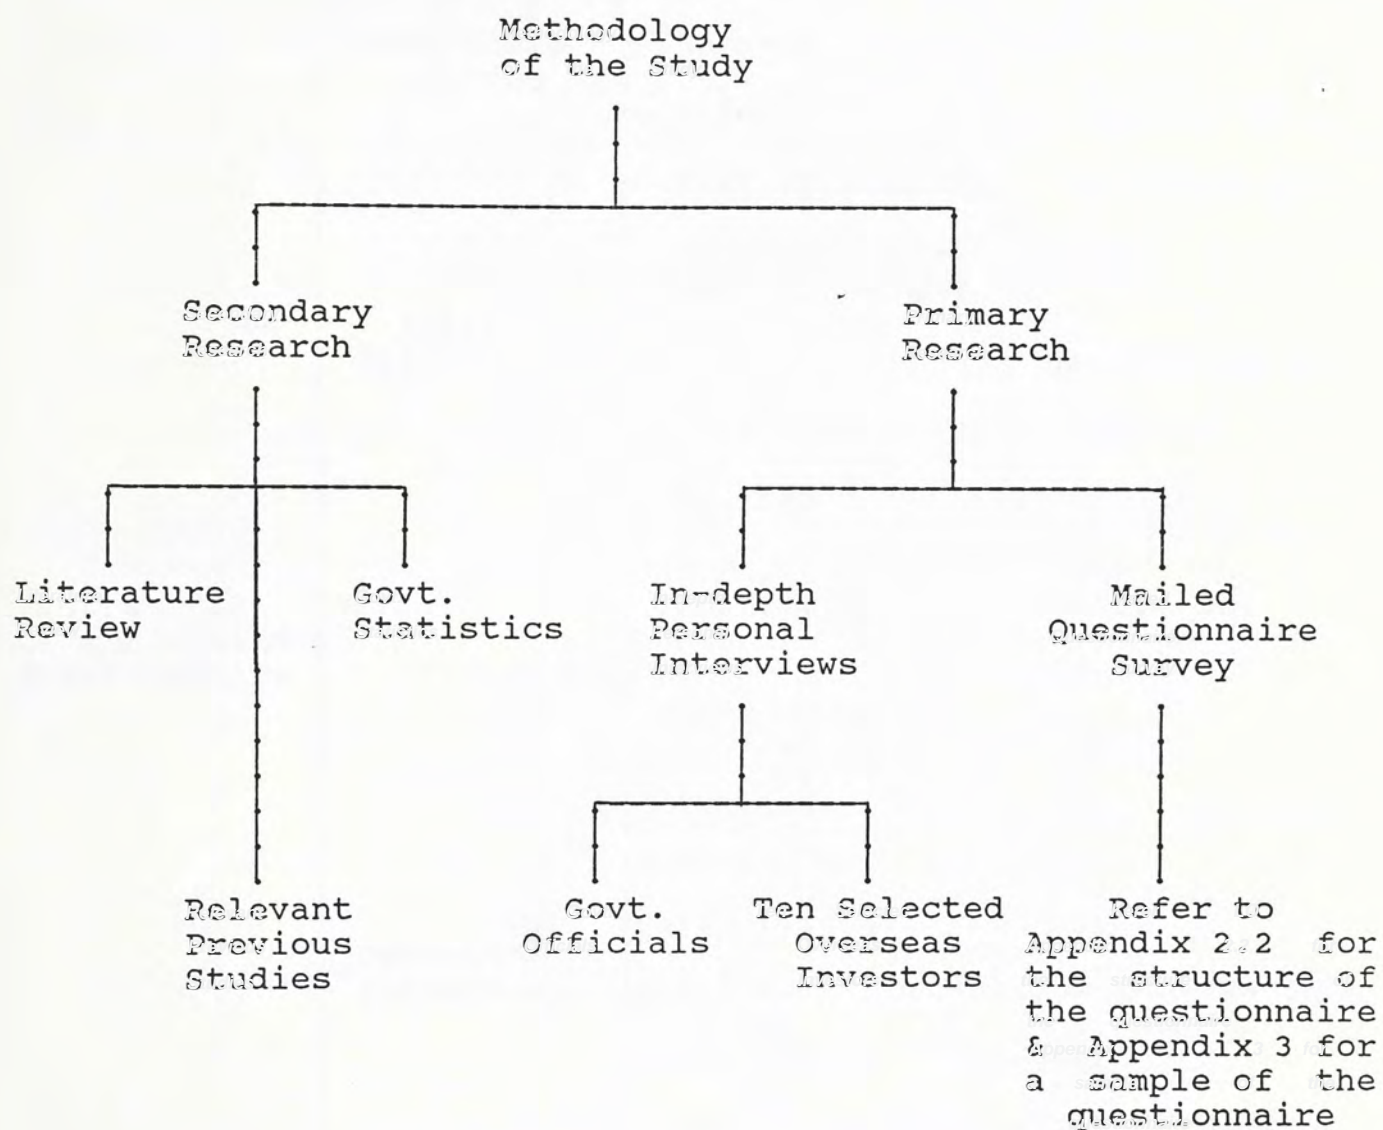 Methodology
of the Study
Secondary
Research
Primary
Research
Literature
Review
Govt.
Statistics
In-depth
Personal
Interviews
Mailed
Questionnaire
Survey
Relevant
Previous
Studies
Govt.
Officials
Ten Selected
Overseas
Investors
Refer to
Appendix 2.2 for
the structure of
the questionnaire
& Appendix 3 for
a sample of the
questionnaire